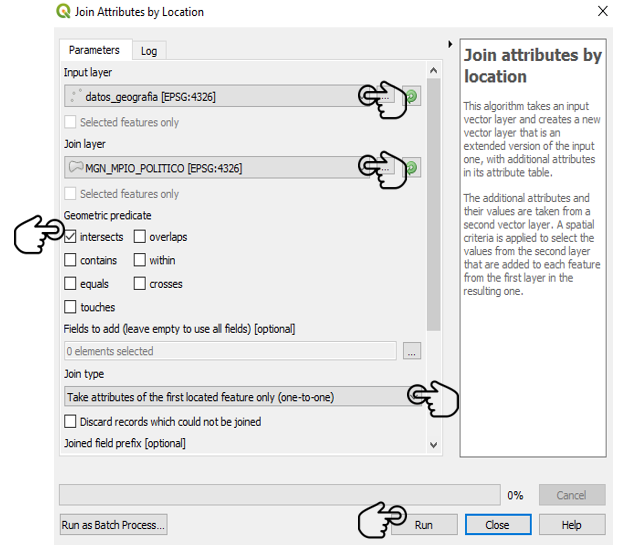 Join Attributes by Location
Parameters
Log
Input layer
datos_geografia [EPSG:4326]
...
Selected features only
Join layer
MGN_MPIO_POLITICO [EPSG:4326]
...
Selected features only
Geometric predicate
intersects
overlaps
contains
within
equals
crosses
touches
Fields to add (leave empty to use all fields) [optional]
0 elements selected
...
Join type
Take attributes of the first located feature only (one-to-one)
Discard records which could not be joined
Joined field prefix [optional]
Join attributes by
location
This algorithm takes an input
vector layer and creates a new
vector layer that is an
extended version of the input
one, with additional attributes
in its attribute table.
The additional attributes and
their values are taken from a
second vector layer. A spatial
criteria is applied to select the
values from the second layer
that are added to each feature
from the first layer in the
resulting one.
0%
Cancel
Run as Batch Process...
Run
Close
Help